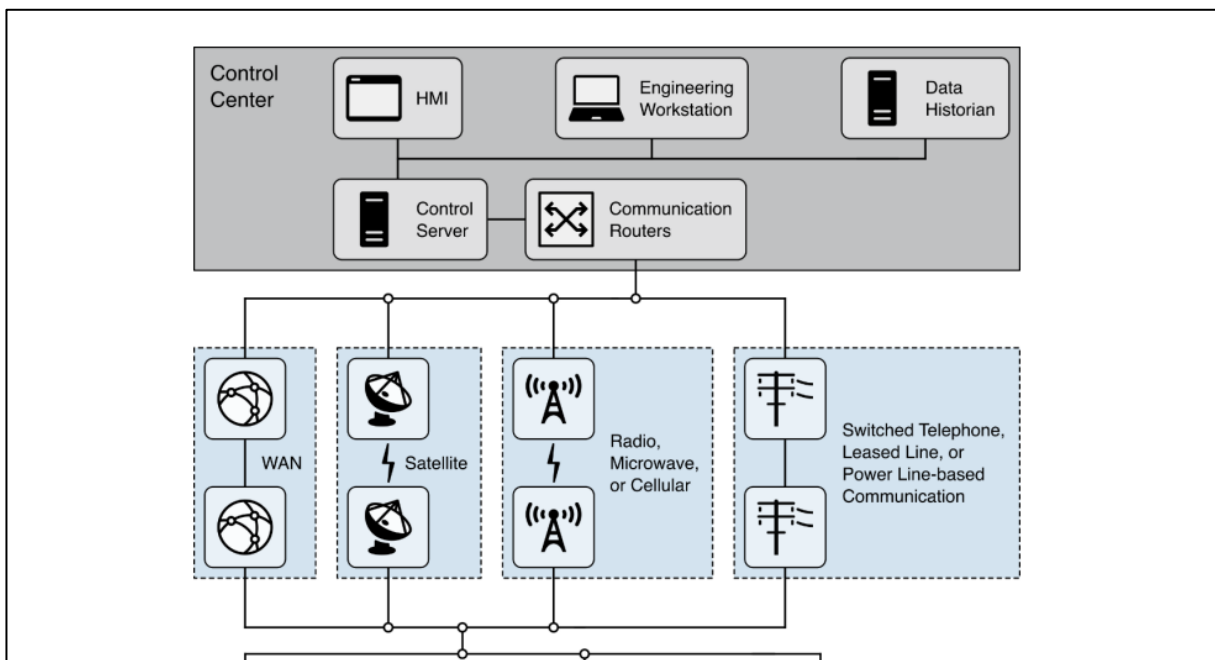 Control
Center
HMI
Engineering
Workstation
Data
Historian
Control
Server
Communication
Routers
WAN
Satellite
Radio,
Microwave,
or Cellular
Switched Telephone,
Leased Line, or
Power Line-based
Communication